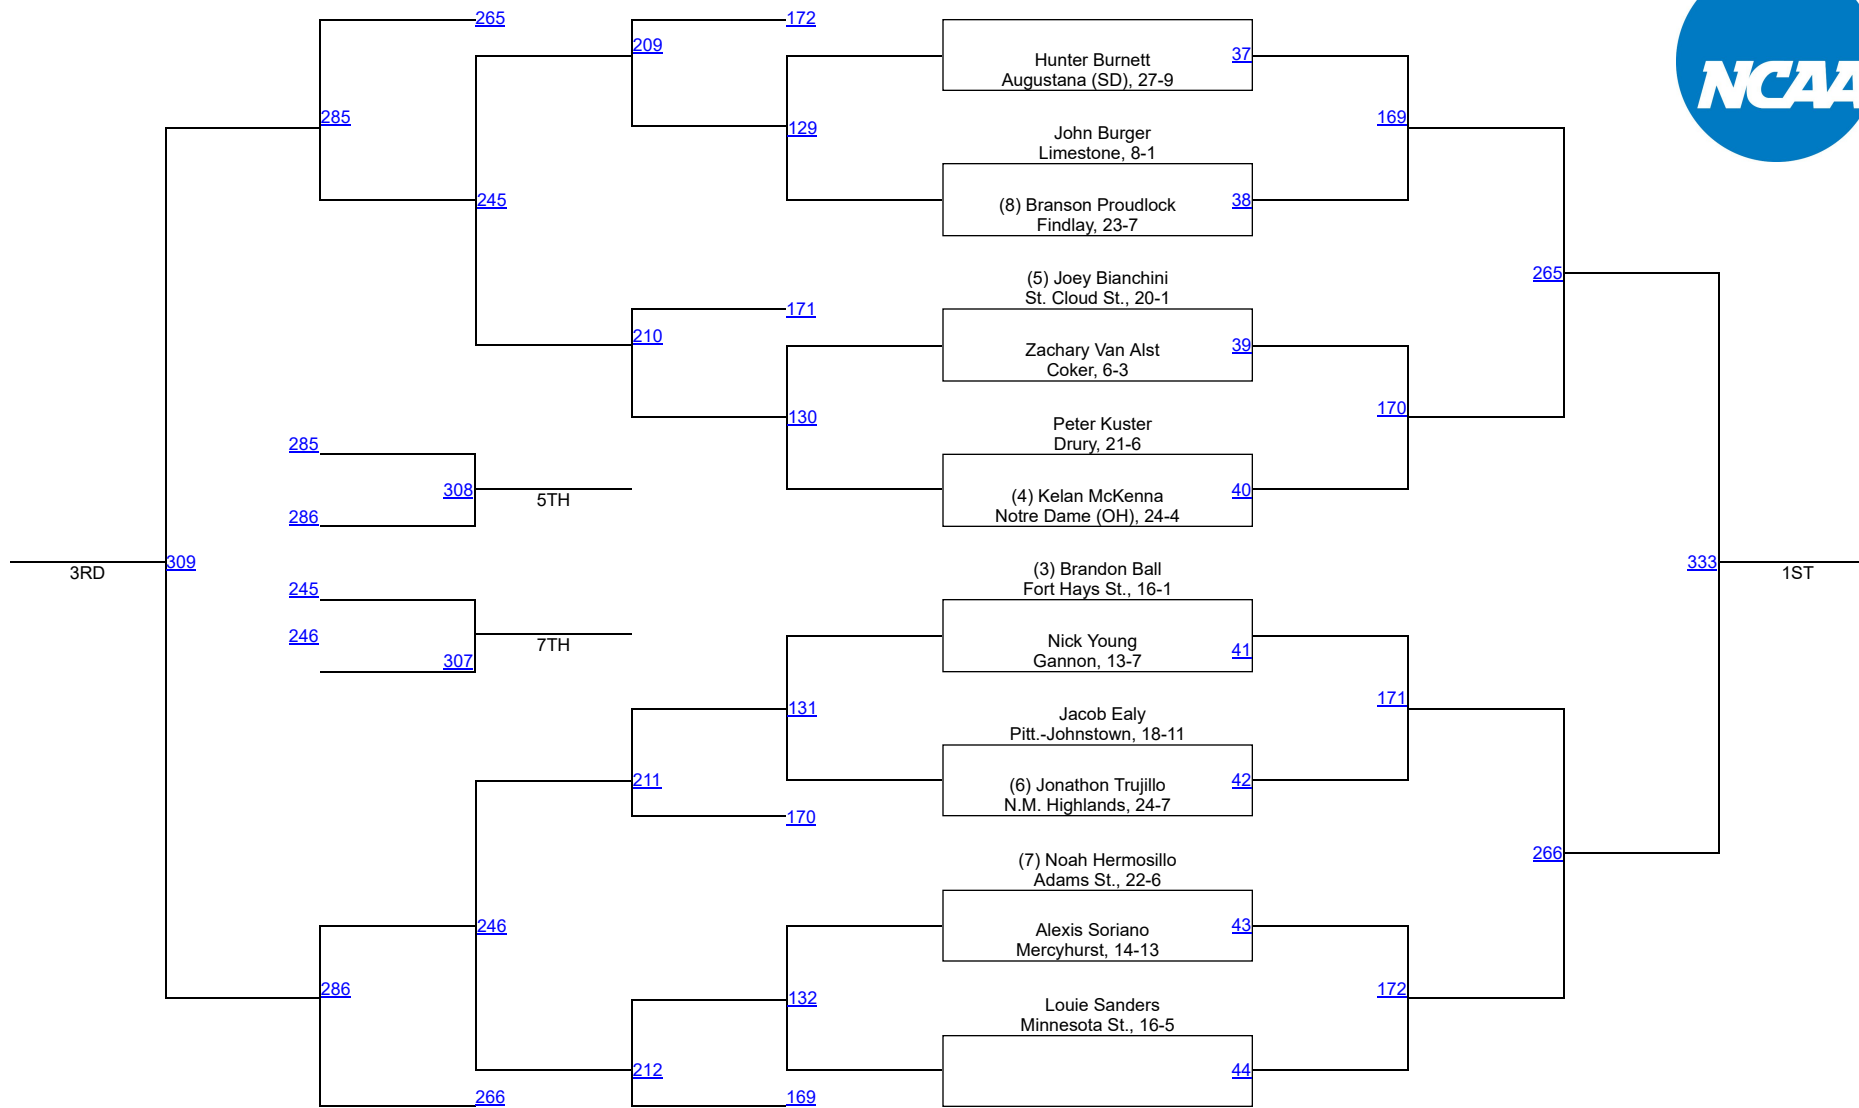 265
172
209
Hunter Burnett
Augustana (SD), 27-9
37
NCAA
285
129
John Burger
Limestone, 8-1
169
245
(8) Branson Proudlock
Findlay, 23-7
38
(5) Joey Bianchini
St. Cloud St., 20-1
265
171
210
Zachary Van Alst
Coker, 6-3
39
130
Peter Kuster
Drury, 21-6
170
285
308
5TH
286
(4) Kelan McKenna
Notre Dame (OH), 24-4
40
3RD
309
(3) Brandon Ball
Fort Hays St., 16-1
333
1ST
245
246
7TH
307
Nick Young
Gannon, 13-7
41
131
Jacob Ealy
Pitt.-Johnstown, 18-11
171
211
(6) Jonathon Trujillo
N.M. Highlands, 24-7
42
170
(7) Noah Hermosillo
Adams St., 22-6
266
246
Alexis Soriano
Mercyhurst, 14-13
43
286
132
Louie Sanders
Minnesota St., 16-5
172
212
44
266
169